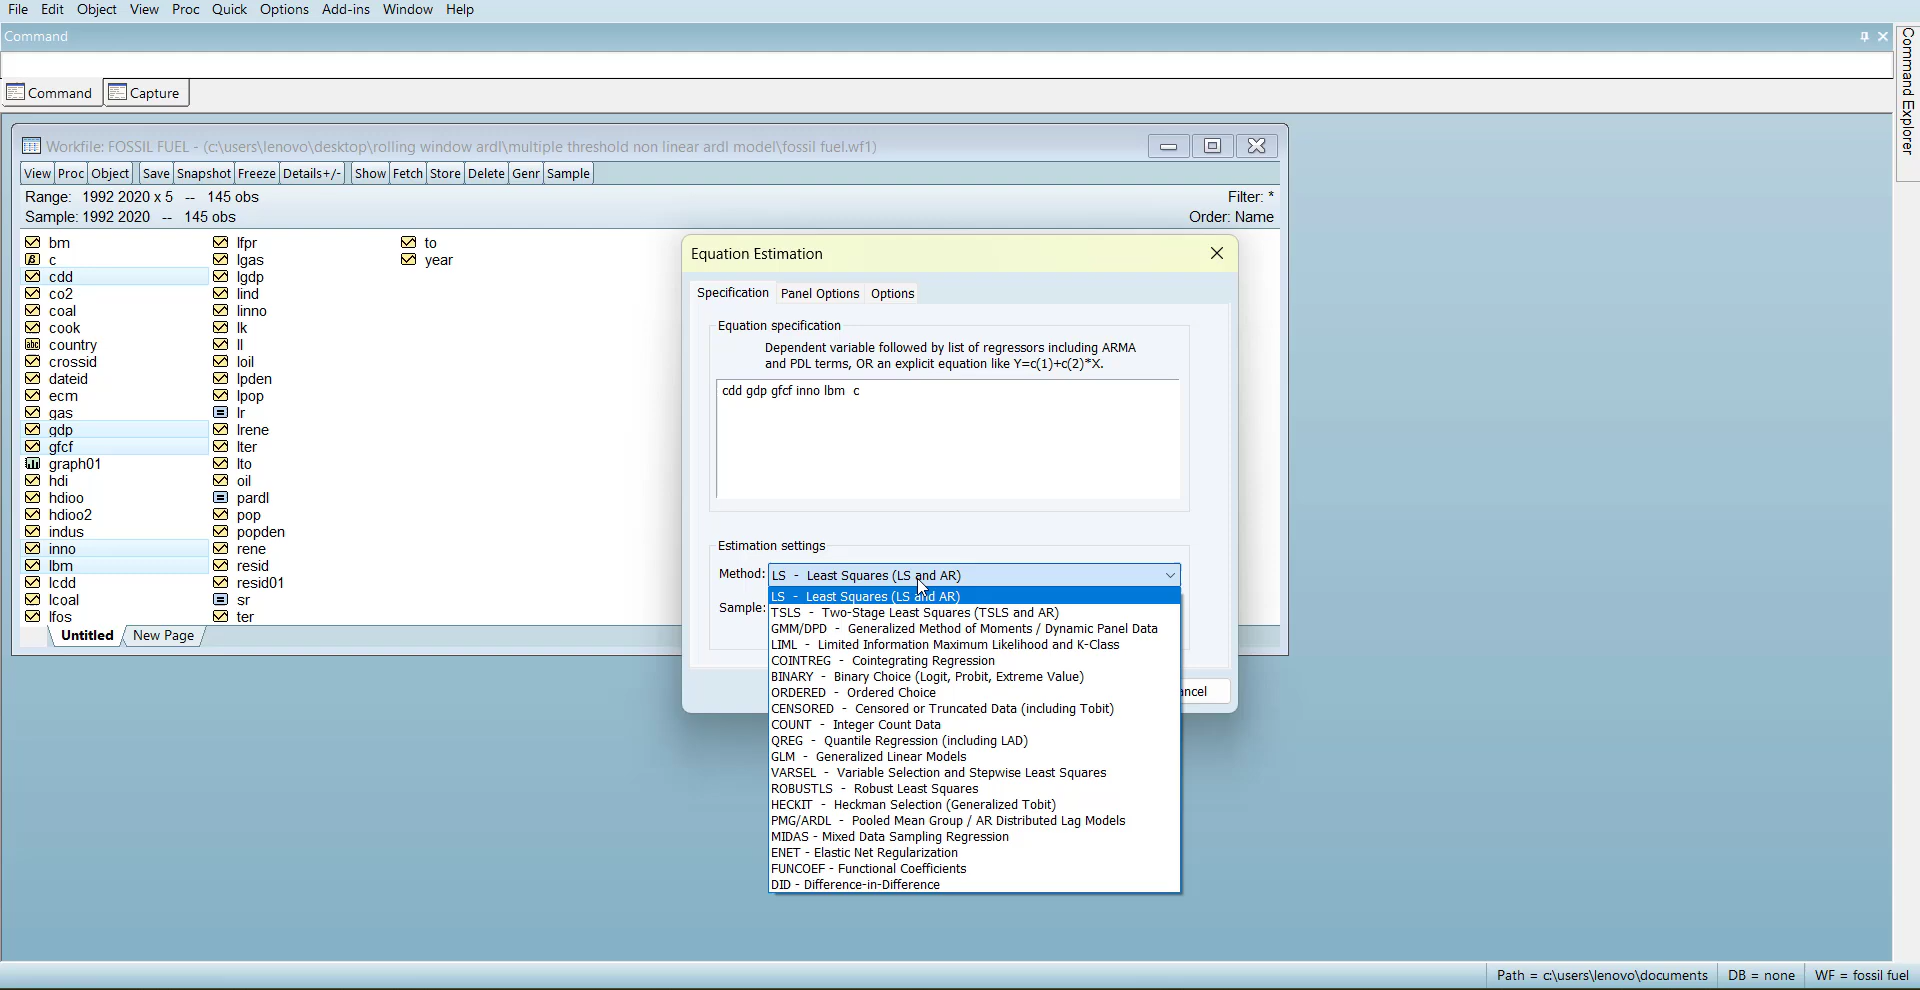 File Edit Object View Proc Quick Options Add-ins Window Help
Command
Command Explorer
Command Capture
Workfile: FOSSIL FUEL - (c:\users\lenovo\desktop\rolling window ardl\multiple threshold non linear ardl model\fossil fuel.wf1)
View Proc Object Save Snapshot Freeze Details+/- Show Fetch Store Delete Genr Sample
Range: 1992 2020 x 5 -- 145 obs Filter: *
Sample: 1992 2020 -- 145 obs Order: Name
bm
c
cdd
co2
coal
cook
country
crossid
dateid
ecm
gas
gdp
gfcf
graph01
hdi
hdioo
hdioo2
indus
inno
lbm
lcdd
lcoal
lfos
lfpr
lgas
lgdp
lind
linno
lk
ll
loil
lpden
lpop
lr
lrene
lter
lto
oil
pardl
pop
popden
rene
resid
resid01
sr
ter
to
year
Untitled New Page
Equation Estimation
Specification Panel Options Options
Equation specification
Dependent variable followed by list of regressors including ARMA
and PDL terms, OR an explicit equation like Y=c(1)+c(2)*X.
cdd gdp gfcf inno lbm c
Estimation settings
Method: LS - Least Squares (LS and AR)
Sample:
LS - Least Squares (LS and AR)
TSLS - Two-Stage Least Squares (TSLS and AR)
GMM/DPD - Generalized Method of Moments / Dynamic Panel Data
LIML - Limited Information Maximum Likelihood and K-Class
COINTREG - Cointegrating Regression
BINARY - Binary Choice (Logit, Probit, Extreme Value)
ORDERED - Ordered Choice
CENSORED - Censored or Truncated Data (including Tobit)
COUNT - Integer Count Data
QREG - Quantile Regression (including LAD)
GLM - Generalized Linear Models
VARSEL - Variable Selection and Stepwise Least Squares
ROBUSTLS - Robust Least Squares
HECKIT - Heckman Selection (Generalized Tobit)
PMG/ARDL - Pooled Mean Group / AR Distributed Lag Models
MIDAS - Mixed Data Sampling Regression
ENET - Elastic Net Regularization
FUNCOEF - Functional Coefficients
DID - Difference-in-Difference
ancel
Path = c:\users\lenovo\documents DB = none WF = fossil fuel